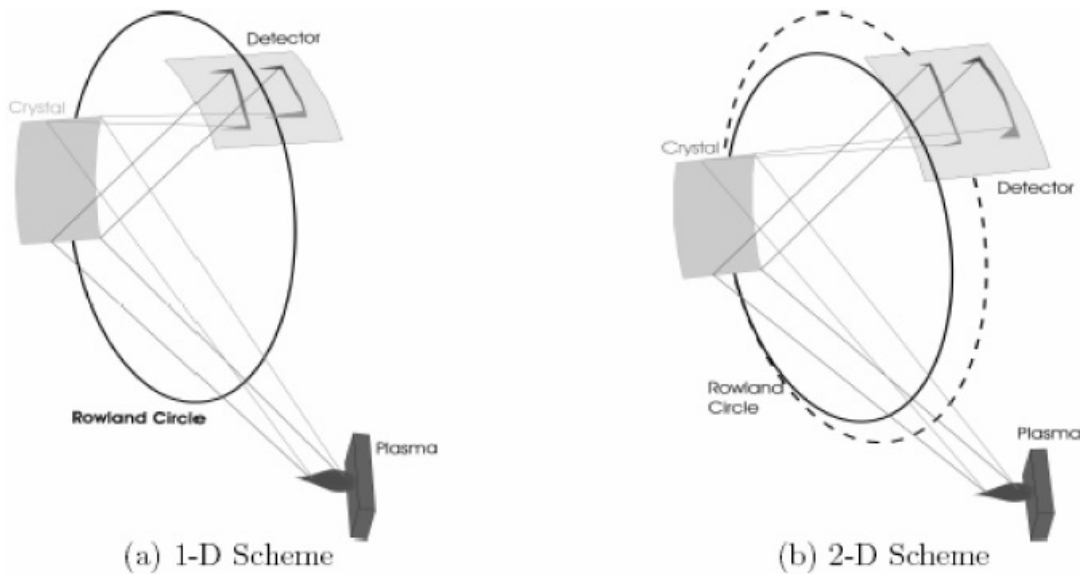 Detector
Crystal
Rowland Circle
Plasma
(a) 1-D Scheme
Crystal
Detector
Rowland
Circle
Plasma
(b) 2-D Scheme